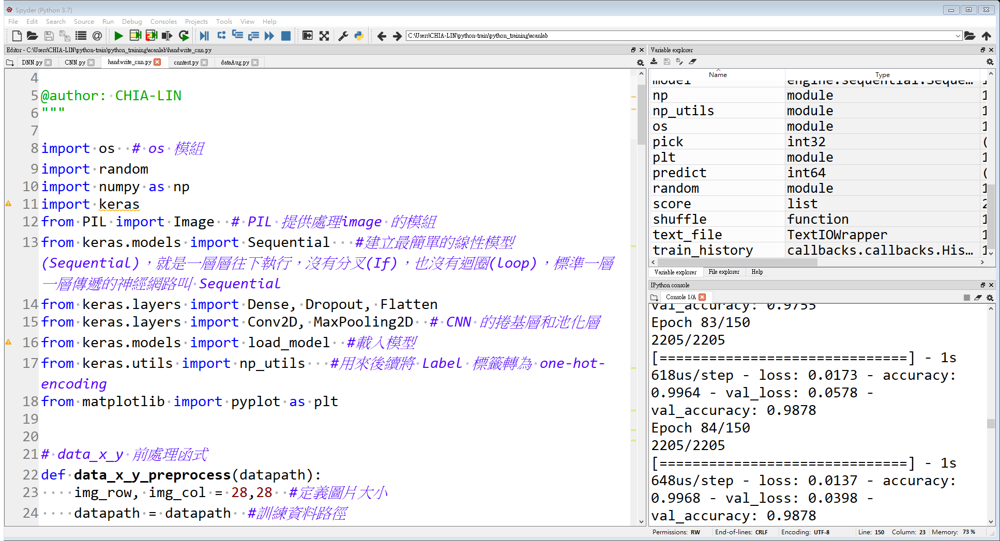 Spyder (Python 3.7)
File Edit Search Source Run Debug Consoles Projects Tools View Help
C:\Users\CHIA-LIN\python-train\python_training\acanlab
Editor - C:\Users\CHIA-LIN\python-train\python_training\acanlab\handwrite_cnn.py
DNN.py CNN.py handwrite_cnn.py cnntest.py dataAug.py
4
5 @author: CHIA-LIN
6 """
7
8 import os  # os 模組
9 import random
10 import numpy as np
11 import keras
12 from PIL import Image  # PIL 提供處理image 的模組
13 from keras.models import Sequential   #建立最簡單的線性模型
(Sequential)，就是一層層往下執行，沒有分叉(If)，也沒有迴圈(loop)，標準一層
一層傳遞的神經網路叫 Sequential
14 from keras.layers import Dense, Dropout, Flatten
15 from keras.layers import Conv2D, MaxPooling2D  # CNN 的捲基層和池化層
16 from keras.models import load_model  #載入模型
17 from keras.utils import np_utils   #用來後續將 Label 標籤轉為 one-hot-
encoding
18 from matplotlib import pyplot as plt
19
20
21 # data_x_y 前處理函式
22 def data_x_y_preprocess(datapath):
23     img_row, img_col = 28,28  #定義圖片大小
24     datapath = datapath  #訓練資料路徑
Variable explorer
Name Type
model engine.sequential.Seque…
np module 1
np_utils module 1
os module 1
pick int32 (
plt module 1
predict int64 (
random module 1
score list 2
shuffle function 1
text_file TextIOWrapper 1
train_history callbacks.callbacks.His… 1
Variable explorer File explorer Help
IPython console
Console 1/A
val_accuracy: 0.9755
Epoch 83/150
2205/2205
[==============================] - 1s
618us/step - loss: 0.0173 - accuracy:
0.9964 - val_loss: 0.0578 -
val_accuracy: 0.9878
Epoch 84/150
2205/2205
[==============================] - 1s
648us/step - loss: 0.0137 - accuracy:
0.9968 - val_loss: 0.0398 -
val_accuracy: 0.9878
Permissions: RW End-of-lines: CRLF Encoding: UTF-8 Line: 150 Column: 23 Memory: 73 %